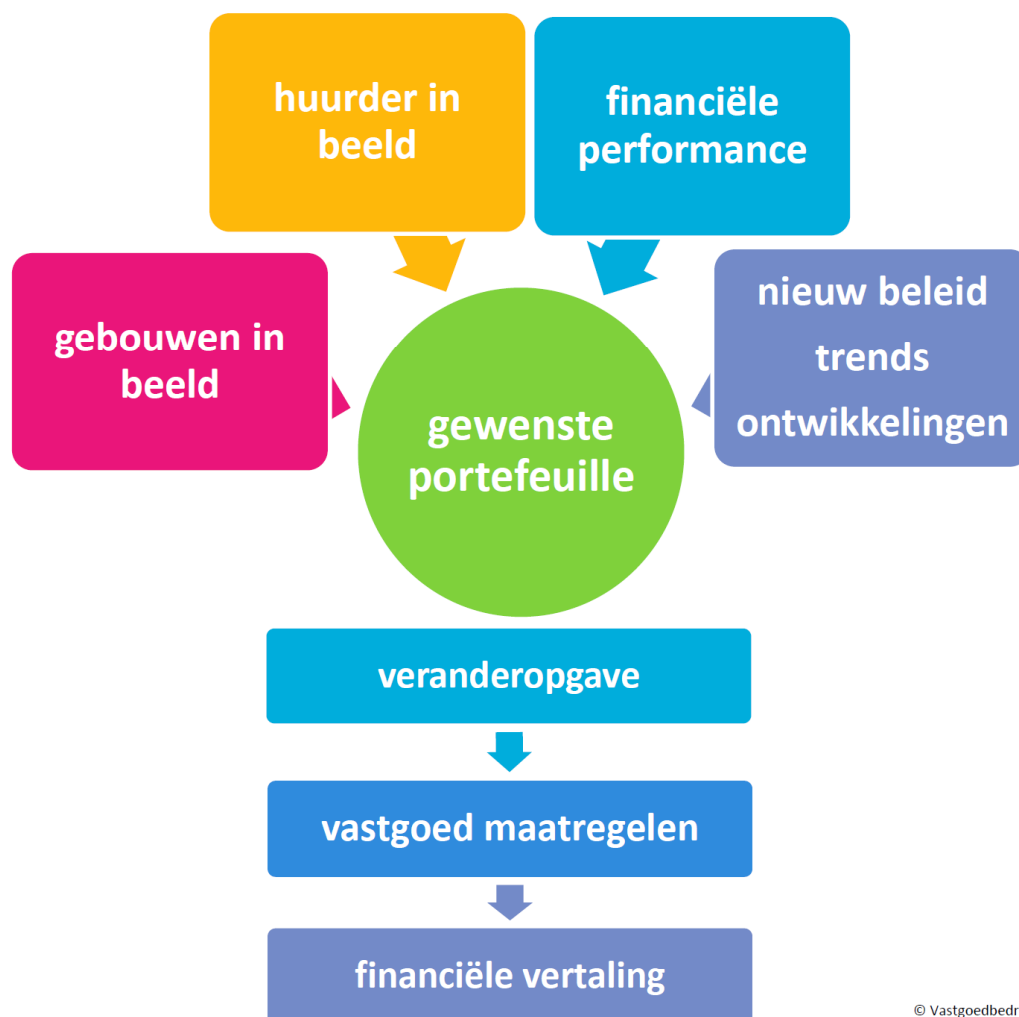 huurder in
beeld
financiële
performance
gebouwen in
beeld
nieuw beleid
trends
ontwikkelingen
gewenste
portefeuille
veranderopgave
vastgoed maatregelen
financiële vertaling
© Vastgoedbedr